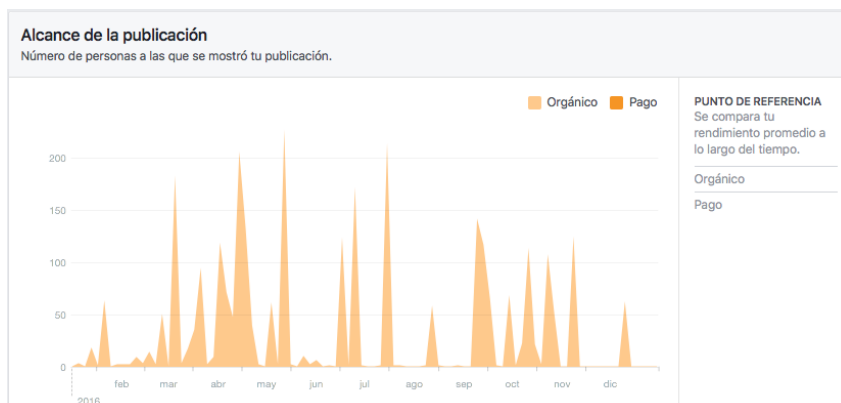 Alcance de la publicación
Número de personas a las que se mostró tu publicación.
Orgánico Pago
200
150
100
50
0
feb mar abr may jun jul ago sep oct nov dic
2016
PUNTO DE REFERENCIA
Se compara tu
rendimiento promedio a
lo largo del tiempo.
Orgánico
Pago